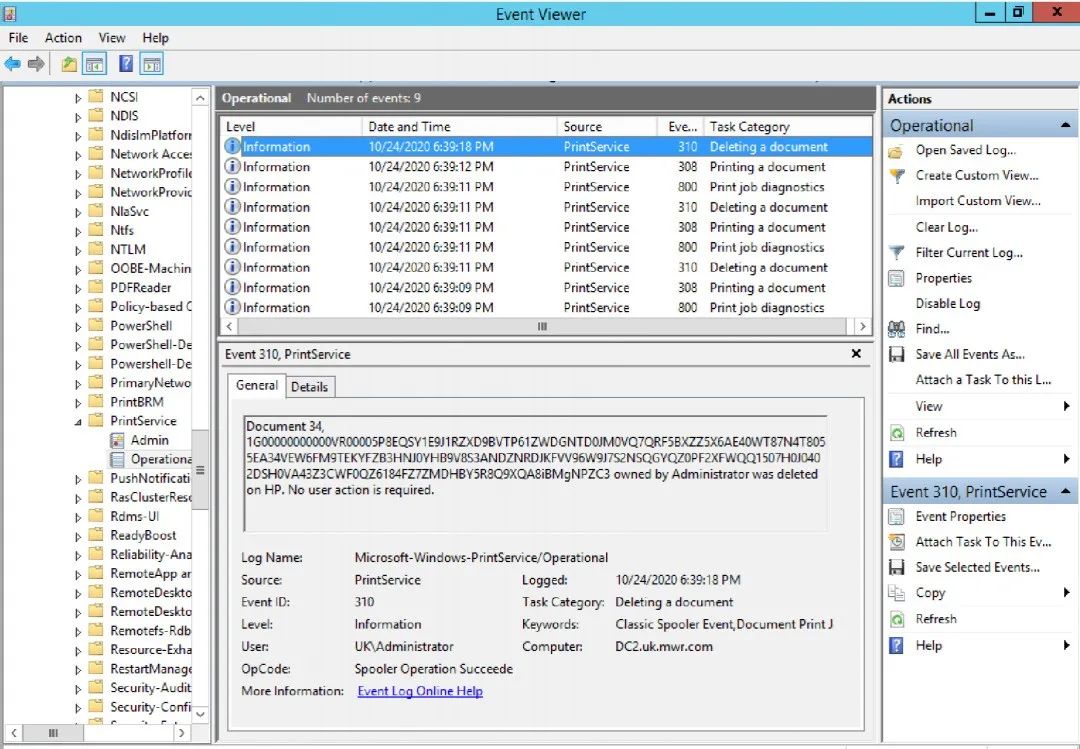 Event Viewer
File Action View Help
NCSI
NDIS
NdisImPlatform
Network Acces
NetworkProfile
NetworkProvic
NlaSvc
Ntfs
NTLM
OOBE-Machin
PDFReader
Policy-based C
PowerShell
PowerShell-De
Powershell-De
PrimaryNetwo
PrintBRM
PrintService
Admin
Operationa
PushNotificati
RasClusterReso
Rdms-UI
ReadyBoost
Reliability-Ana
RemoteApp ar
RemoteDeskto
RemoteDeskto
Remotefs-Rdb
Resource-Exha
RestartManage
Security-Audit
Security-Confi
Operational Number of events: 9
Level Date and Time Source Eve... Task Category
Information 10/24/2020 6:39:18 PM PrintService 310 Deleting a document
Information 10/24/2020 6:39:12 PM PrintService 308 Printing a document
Information 10/24/2020 6:39:11 PM PrintService 800 Print job diagnostics
Information 10/24/2020 6:39:11 PM PrintService 310 Deleting a document
Information 10/24/2020 6:39:11 PM PrintService 308 Printing a document
Information 10/24/2020 6:39:11 PM PrintService 800 Print job diagnostics
Information 10/24/2020 6:39:11 PM PrintService 310 Deleting a document
Information 10/24/2020 6:39:09 PM PrintService 308 Printing a document
Information 10/24/2020 6:39:09 PM PrintService 800 Print job diagnostics
Event 310, PrintService
General Details
Document 34,
1G00000000000VR00005P8EQSY1E9J1RZXD9BVTP61ZWDGNTD0JM0VQ7QRF5BXZZ5X6AE40WT87N4T805
5EA34VEW6FM9TEKYFZB3HNJ0YHB9V8S3ANDZNRDJKFVV96W9J7S2NSQGYQZ0PF2XFWQQ1507H0J040
2DSH0VA43Z3CWF0QZ6184FZ7ZMDHBY5R8Q9XQA8iBMgNPZC3 owned by Administrator was deleted
on HP. No user action is required.
Log Name: Microsoft-Windows-PrintService/Operational
Source: PrintService Logged: 10/24/2020 6:39:18 PM
Event ID: 310 Task Category: Deleting a document
Level: Information Keywords: Classic Spooler Event,Document Print J
User: UK\Administrator Computer: DC2.uk.mwr.com
OpCode: Spooler Operation Succeede
More Information: Event Log Online Help
Actions
Operational
Open Saved Log...
Create Custom View...
Import Custom View...
Clear Log...
Filter Current Log...
Properties
Disable Log
Find...
Save All Events As...
Attach a Task To this L...
View
Refresh
Help
Event 310, PrintService
Event Properties
Attach Task To This Ev...
Save Selected Events...
Copy
Refresh
Help